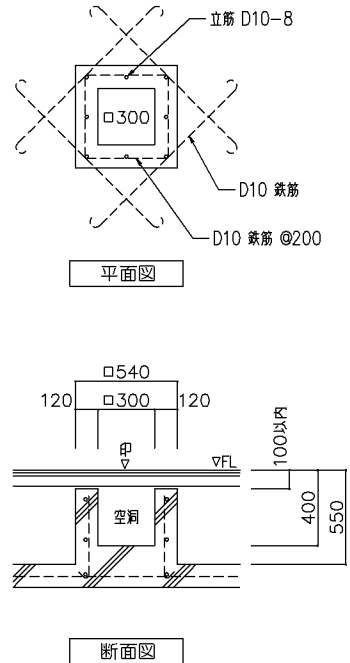 立筋 D10-8
□300
D10 鉄筋
D10 鉄筋 @200
平面図
□540
120 □300 120
印
▽
▽FL
100以内
400
550
空洞
断面図